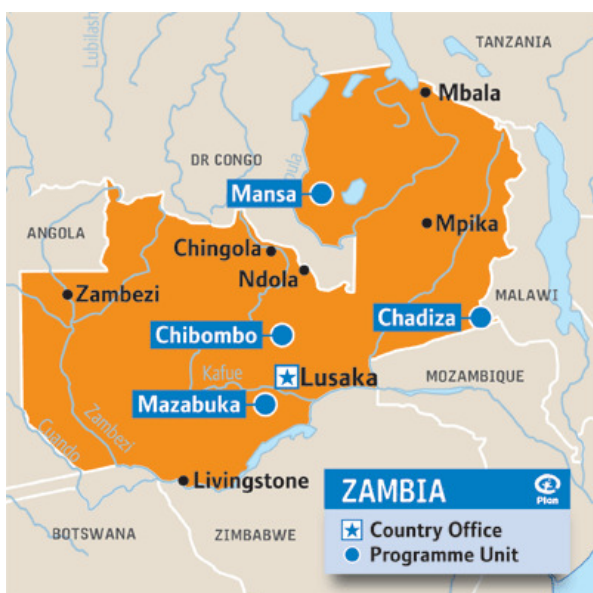 TANZANIA
Lubilash
Mbala
DR CONGO
Mansa
Mpika
ANGOLA
Chingola
Ndola
Zambezi
MALAWI
Chadiza
Chibombo
Kafue
Lusaka
MOZAMBIQUE
Mazabuka
Zambezi
Cuando
Livingstone
ZAMBIA
Plan
BOTSWANA
ZIMBABWE
Country Office
Programme Unit